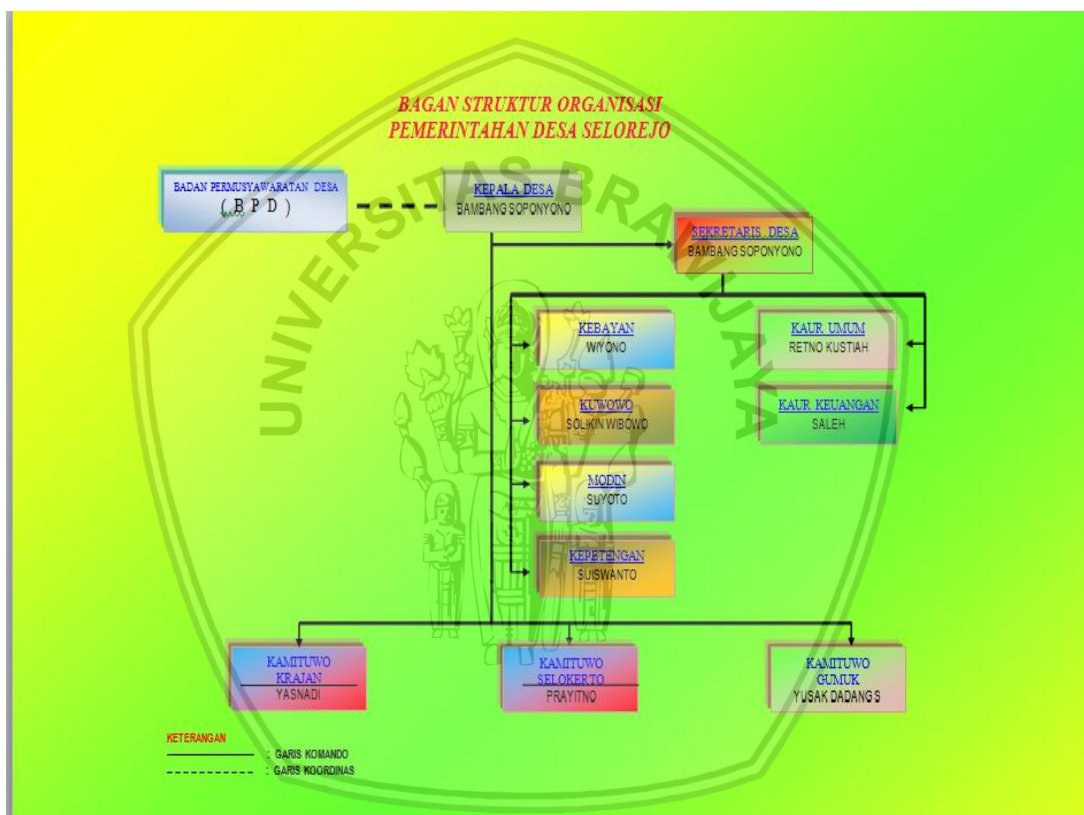 BAGAN STRUKTUR ORGANISASI
PEMERINTAHAN DESA SELOREJO
BADAN PERMUSYAWARATAN DESA
( B P D )
KEPALA DESA
BAMBANG SOPONYONO
SEKRETARIS DESA
BAMBANG SOPONYONO
KEBAYAN
WIYONO
KAUR UMUM
RETNO KUSTIAH
KUWOWO
SOLIKIN WIBOWO
KAUR KEUANGAN
SALEH
MODIN
SUYOTO
KEPETENGAN
SUISWANTO
KAMITUWO
KRAJAN
YASNADI
KAMITUWO
SELOKERTO
PRAYITNO
KAMITUWO
GUMUK
YUSAK DADANG S
KETERANGAN
: GARIS KOMANDO
: GARIS KOORDINAS
UNIVERSITAS BRAWIJAYA